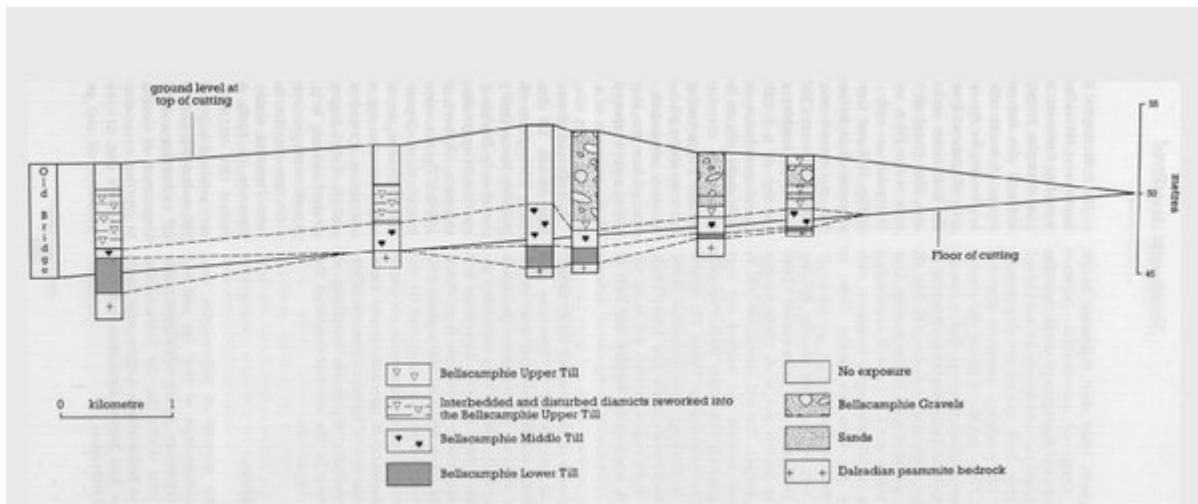 ground level at
top of cutting
55
Old Bridge
50
metres
Floor of cutting
45
Bellscamphie Upper Till
No exposure
0 kilometre 1
Interbedded and disturbed diamicts reworked into
the Bellscamphie Upper Till
Bellscamphie Gravels
Bellscamphie Middle Till
Sands
Bellscamphie Lower Till
Dalradian psammite bedrock